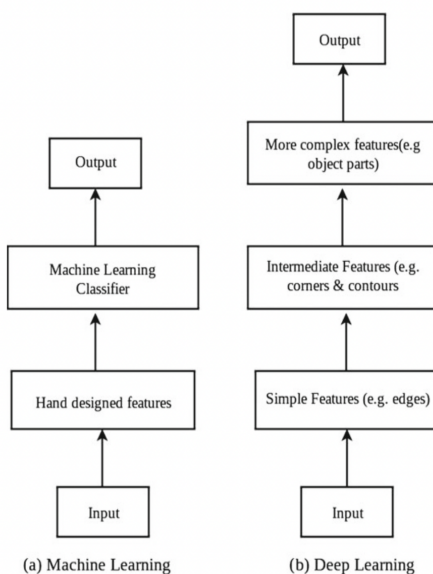 Output
Machine Learning
Classifier
Hand designed features
Input
(a) Machine Learning
Output
More complex features(e.g
object parts)
Intermediate Features (e.g.
corners & contours
Simple Features (e.g. edges)
Input
(b) Deep Learning